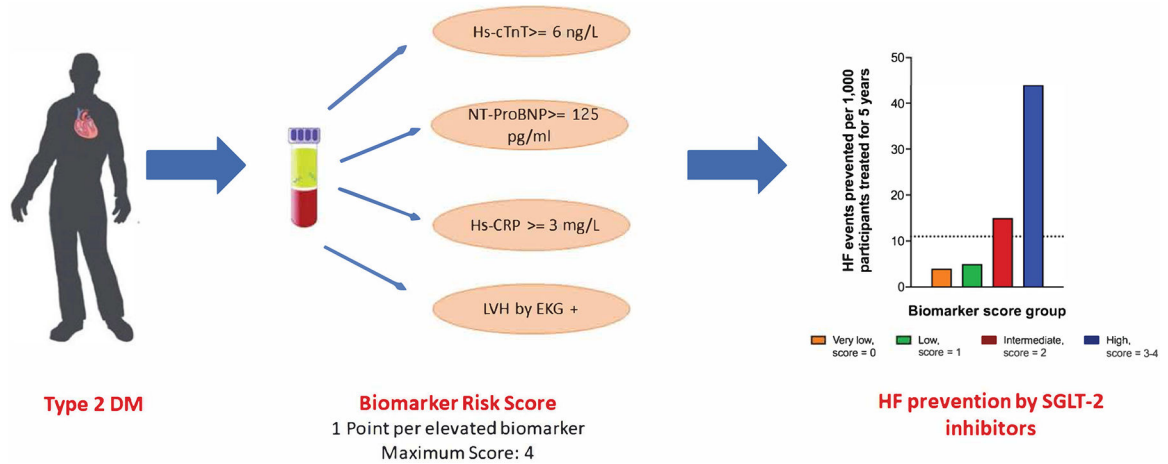 Hs-cTnT>= 6 ng/L
NT-ProBNP>= 125
pg/ml
Hs-CRP >= 3 mg/L
LVH by EKG +
Type 2 DM
Biomarker Risk Score
1 Point per elevated biomarker
Maximum Score: 4
HF events prevented per 1,000
participants treated for 5 years
50
40
30
20
10
0
Biomarker score group
Very low,
score = 0
Low,
score = 1
Intermediate,
score = 2
High,
score = 3-4
HF prevention by SGLT-2
inhibitors